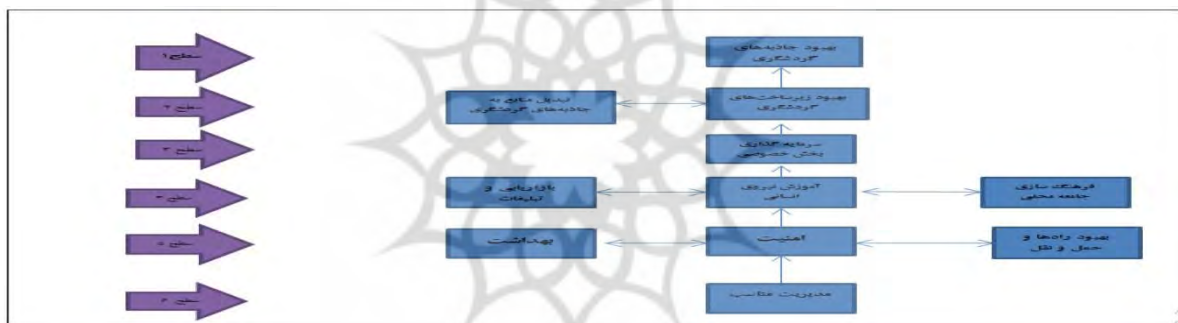 سطح ۱
بهبود جاذبه‌های
گردشگری
سطح ۲
تبدیل منابع به
جاذبه‌های گردشگری
بهبود زیرساخت‌های
گردشگری
سطح ۳
سرمایه گذاری
بخش خصوصی
سطح ۴
بازاریابی و
تبلیغات
آموزش نیروی
انسانی
فرهنگ سازی
جامعه محلی
سطح ۵
بهداشت
امنیت
بهبود راه‌ها و
حمل و نقل
سطح ۶
مدیریت مناسب